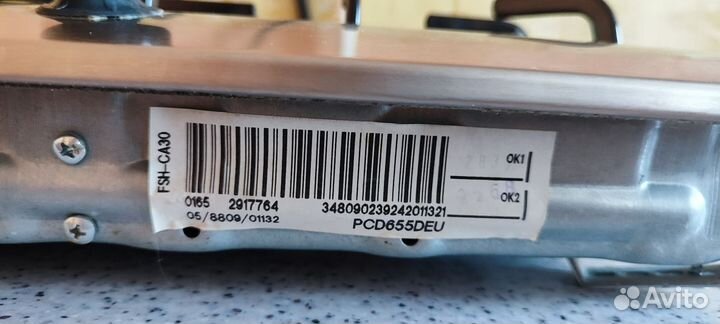 FSH-CA30
0165 2917764 348090239242011321
05/8809/01132 PCD655DEU
OK1
OK2
Avito